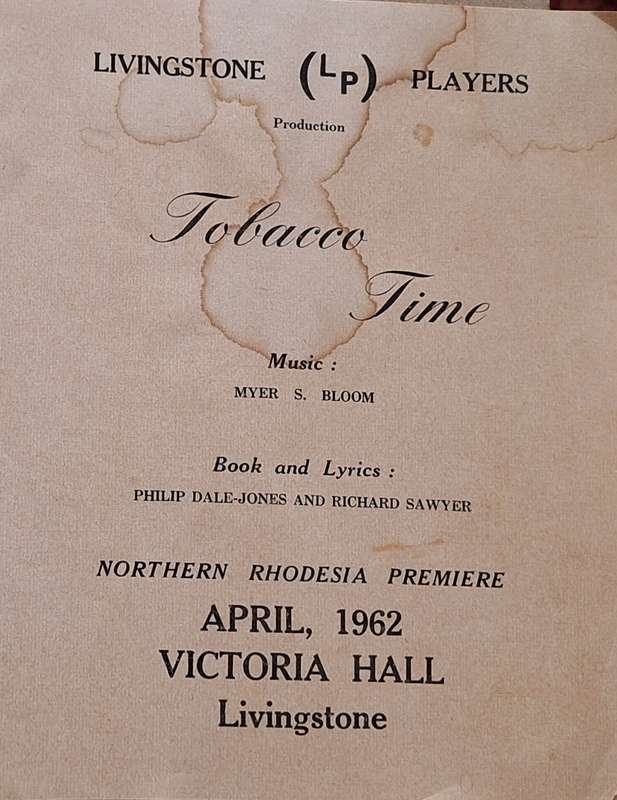 LIVINGSTONE (LP) PLAYERS
Production
Tobacco
Time
Music :
MYER S. BLOOM
Book and Lyrics :
PHILIP DALE-JONES AND RICHARD SAWYER
NORTHERN RHODESIA PREMIERE
APRIL, 1962
VICTORIA HALL
Livingstone